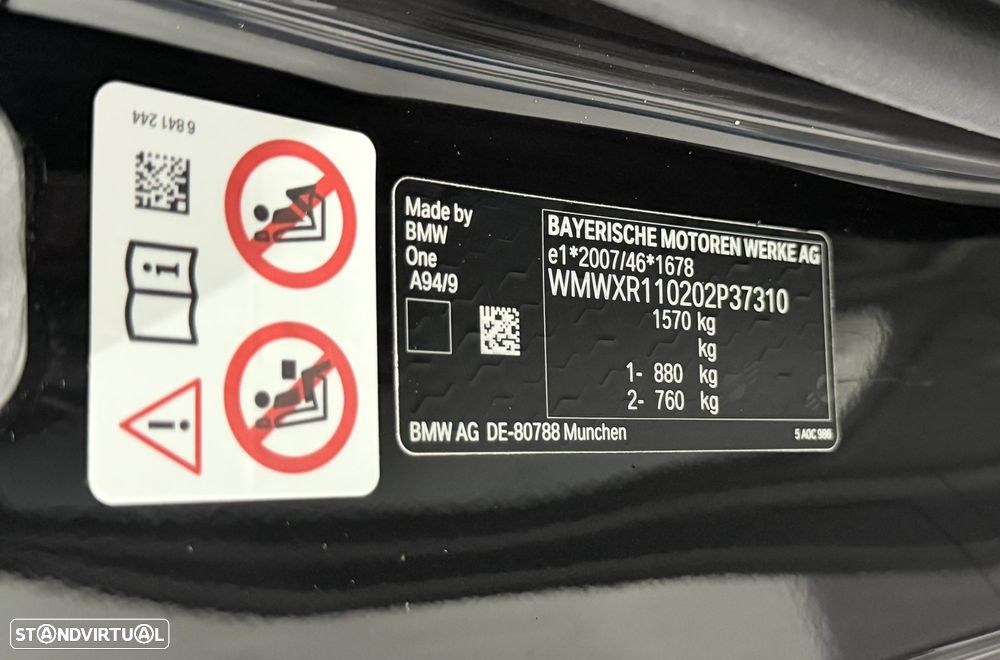 6 841 244
Made by
BMW
One
A94/9
BAYERISCHE MOTOREN WERKE AG
e1*2007/46*1678
WMWXR110202P37310
1570 kg
kg
1- 880 kg
2- 760 kg
BMW AG DE-80788 Munchen
5 A0C 986
STANDVIRTUAL